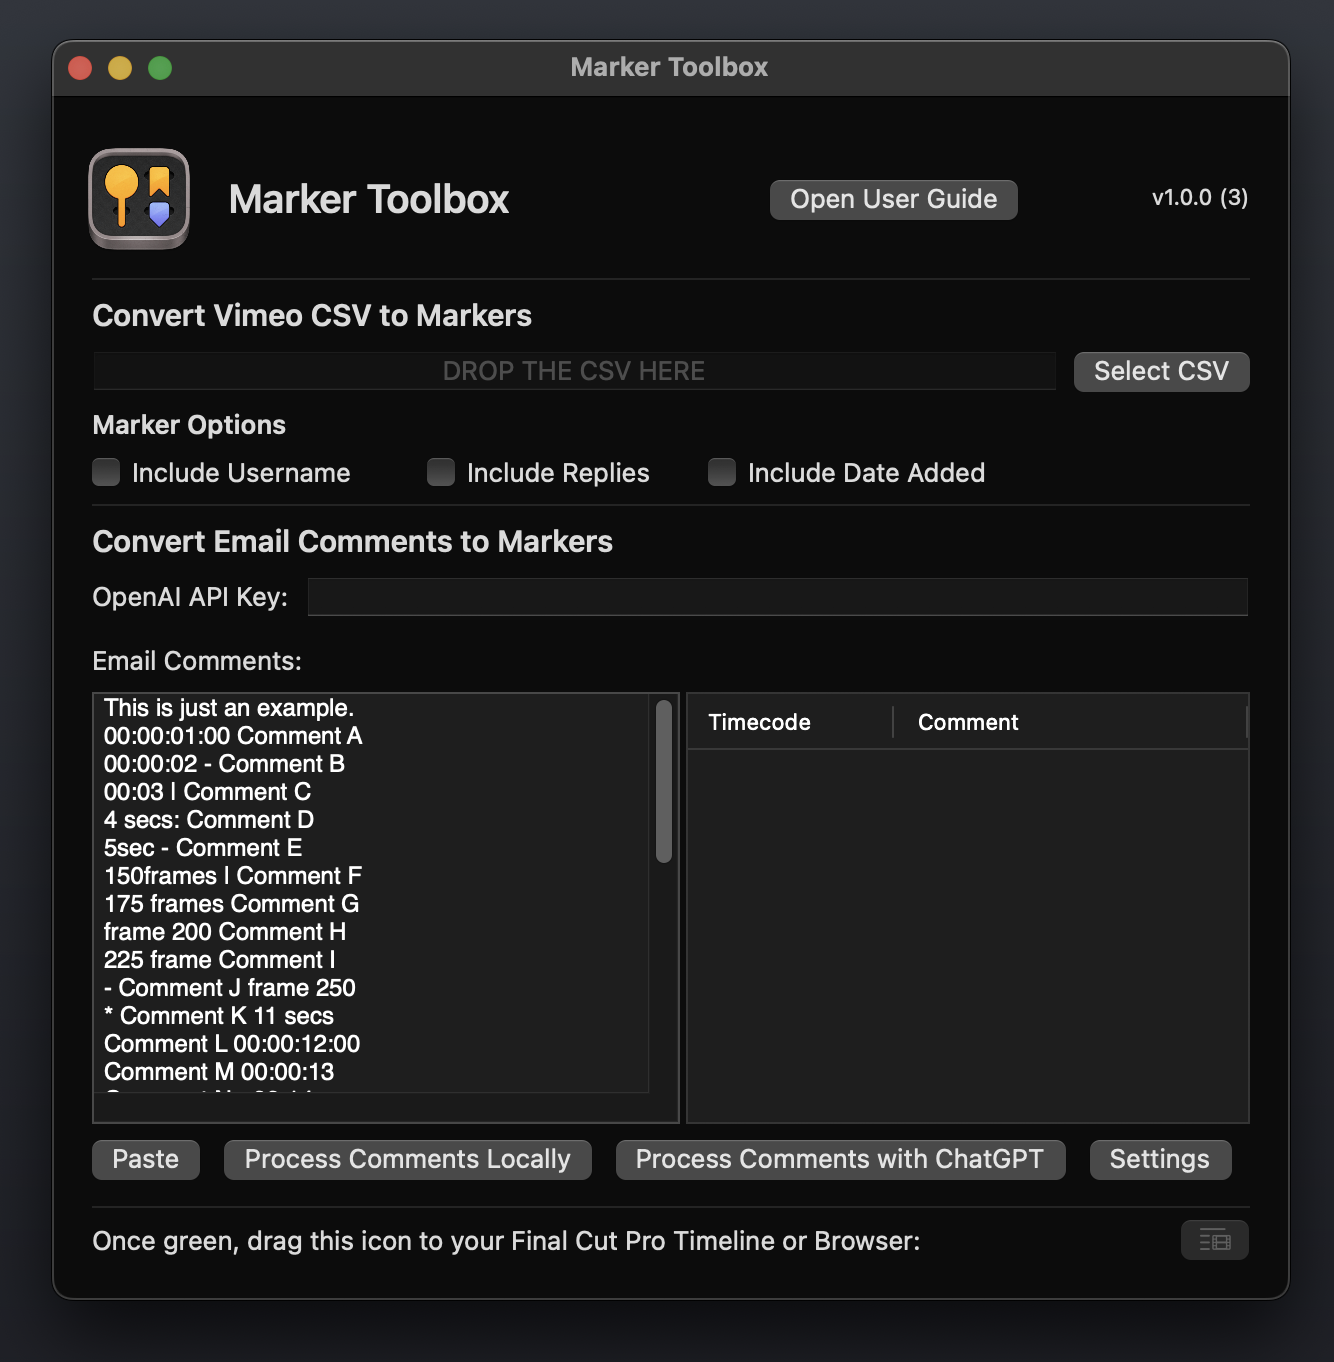 Marker Toolbox
Marker Toolbox
Open User Guide
v1.0.0 (3)
Convert Vimeo CSV to Markers
DROP THE CSV HERE
Select CSV
Marker Options
Include Username
Include Replies
Include Date Added
Convert Email Comments to Markers
OpenAI API Key:
Email Comments:
This is just an example.
00:00:01:00 Comment A
00:00:02 - Comment B
00:03 | Comment C
4 secs: Comment D
5sec - Comment E
150frames | Comment F
175 frames Comment G
frame 200 Comment H
225 frame Comment I
- Comment J frame 250
* Comment K 11 secs
Comment L 00:00:12:00
Comment M 00:00:13
Timecode
Comment
Paste
Process Comments Locally
Process Comments with ChatGPT
Settings
Once green, drag this icon to your Final Cut Pro Timeline or Browser: